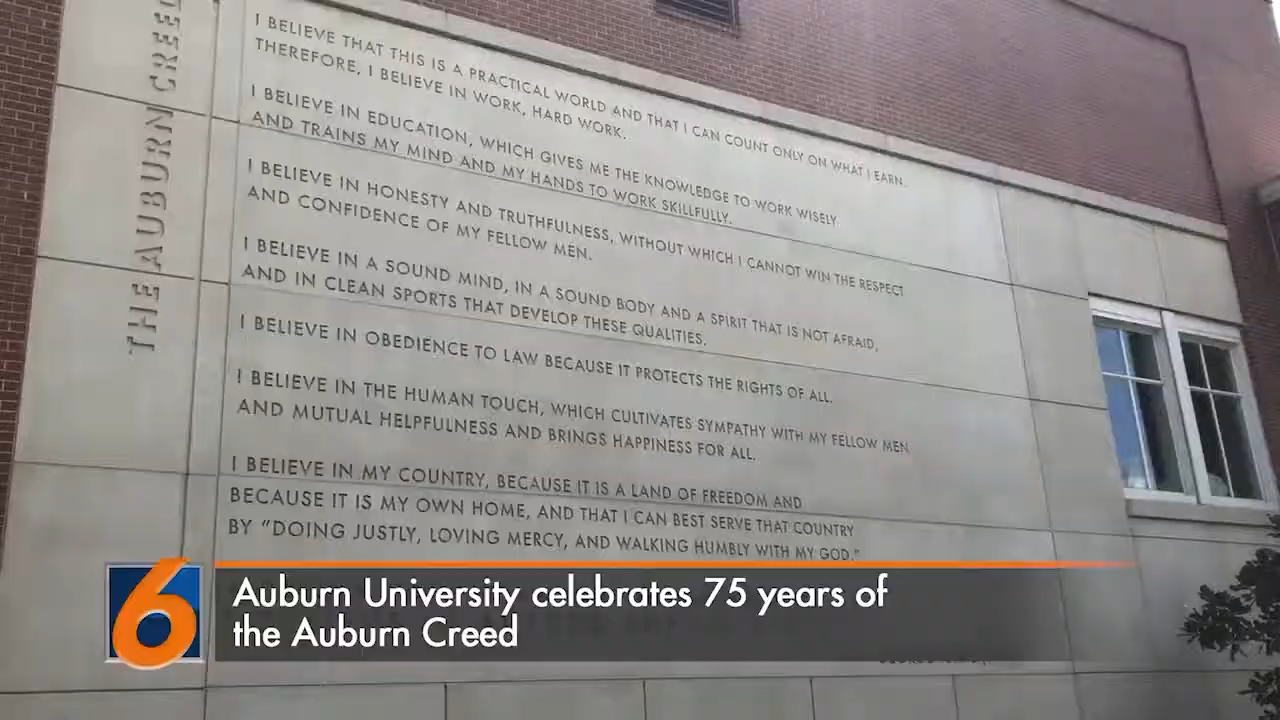 THE AUBURN CREED
I BELIEVE THAT THIS IS A PRACTICAL WORLD AND THAT I CAN COUNT ONLY ON WHAT I EARN.
THEREFORE, I BELIEVE IN WORK, HARD WORK.
I BELIEVE IN EDUCATION, WHICH GIVES ME THE KNOWLEDGE TO WORK WISELY
AND TRAINS MY MIND AND MY HANDS TO WORK SKILLFULLY.
I BELIEVE IN HONESTY AND TRUTHFULNESS, WITHOUT WHICH I CANNOT WIN THE RESPECT
AND CONFIDENCE OF MY FELLOW MEN.
I BELIEVE IN A SOUND MIND, IN A SOUND BODY AND A SPIRIT THAT IS NOT AFRAID,
AND IN CLEAN SPORTS THAT DEVELOP THESE QUALITIES.
I BELIEVE IN OBEDIENCE TO LAW BECAUSE IT PROTECTS THE RIGHTS OF ALL.
I BELIEVE IN THE HUMAN TOUCH, WHICH CULTIVATES SYMPATHY WITH MY FELLOW MEN
AND MUTUAL HELPFULNESS AND BRINGS HAPPINESS FOR ALL.
I BELIEVE IN MY COUNTRY, BECAUSE IT IS A LAND OF FREEDOM AND
BECAUSE IT IS MY OWN HOME, AND THAT I CAN BEST SERVE THAT COUNTRY
BY "DOING JUSTLY, LOVING MERCY, AND WALKING HUMBLY WITH MY GOD."
6
Auburn University celebrates 75 years of
the Auburn Creed